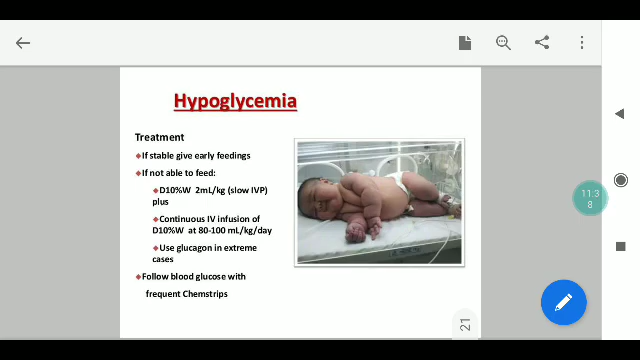 Hypoglycemia
Treatment
If stable give early feedings
If not able to feed:
D10%W 2mL/kg (slow IVP)
plus
Continuous IV infusion of
D10%W at 80-100 mL/kg/day
Use glucagon in extreme
cases
Follow blood glucose with
frequent Chemstrips
11:3
8
21